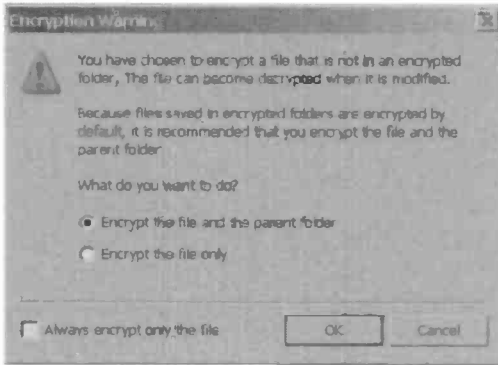 Encryption Warning
You have chosen to encrypt a file that is not in an encrypted
folder, The file can become decrypted when it is modified.
Because files saved in encrypted folders are encrypted by
default, it is recommended that you encrypt the file and the
parent folder
What do you want to do?
Encrypt the file and the parent folder
Encrypt the file only
Always encrypt only the file
OK
Cancel